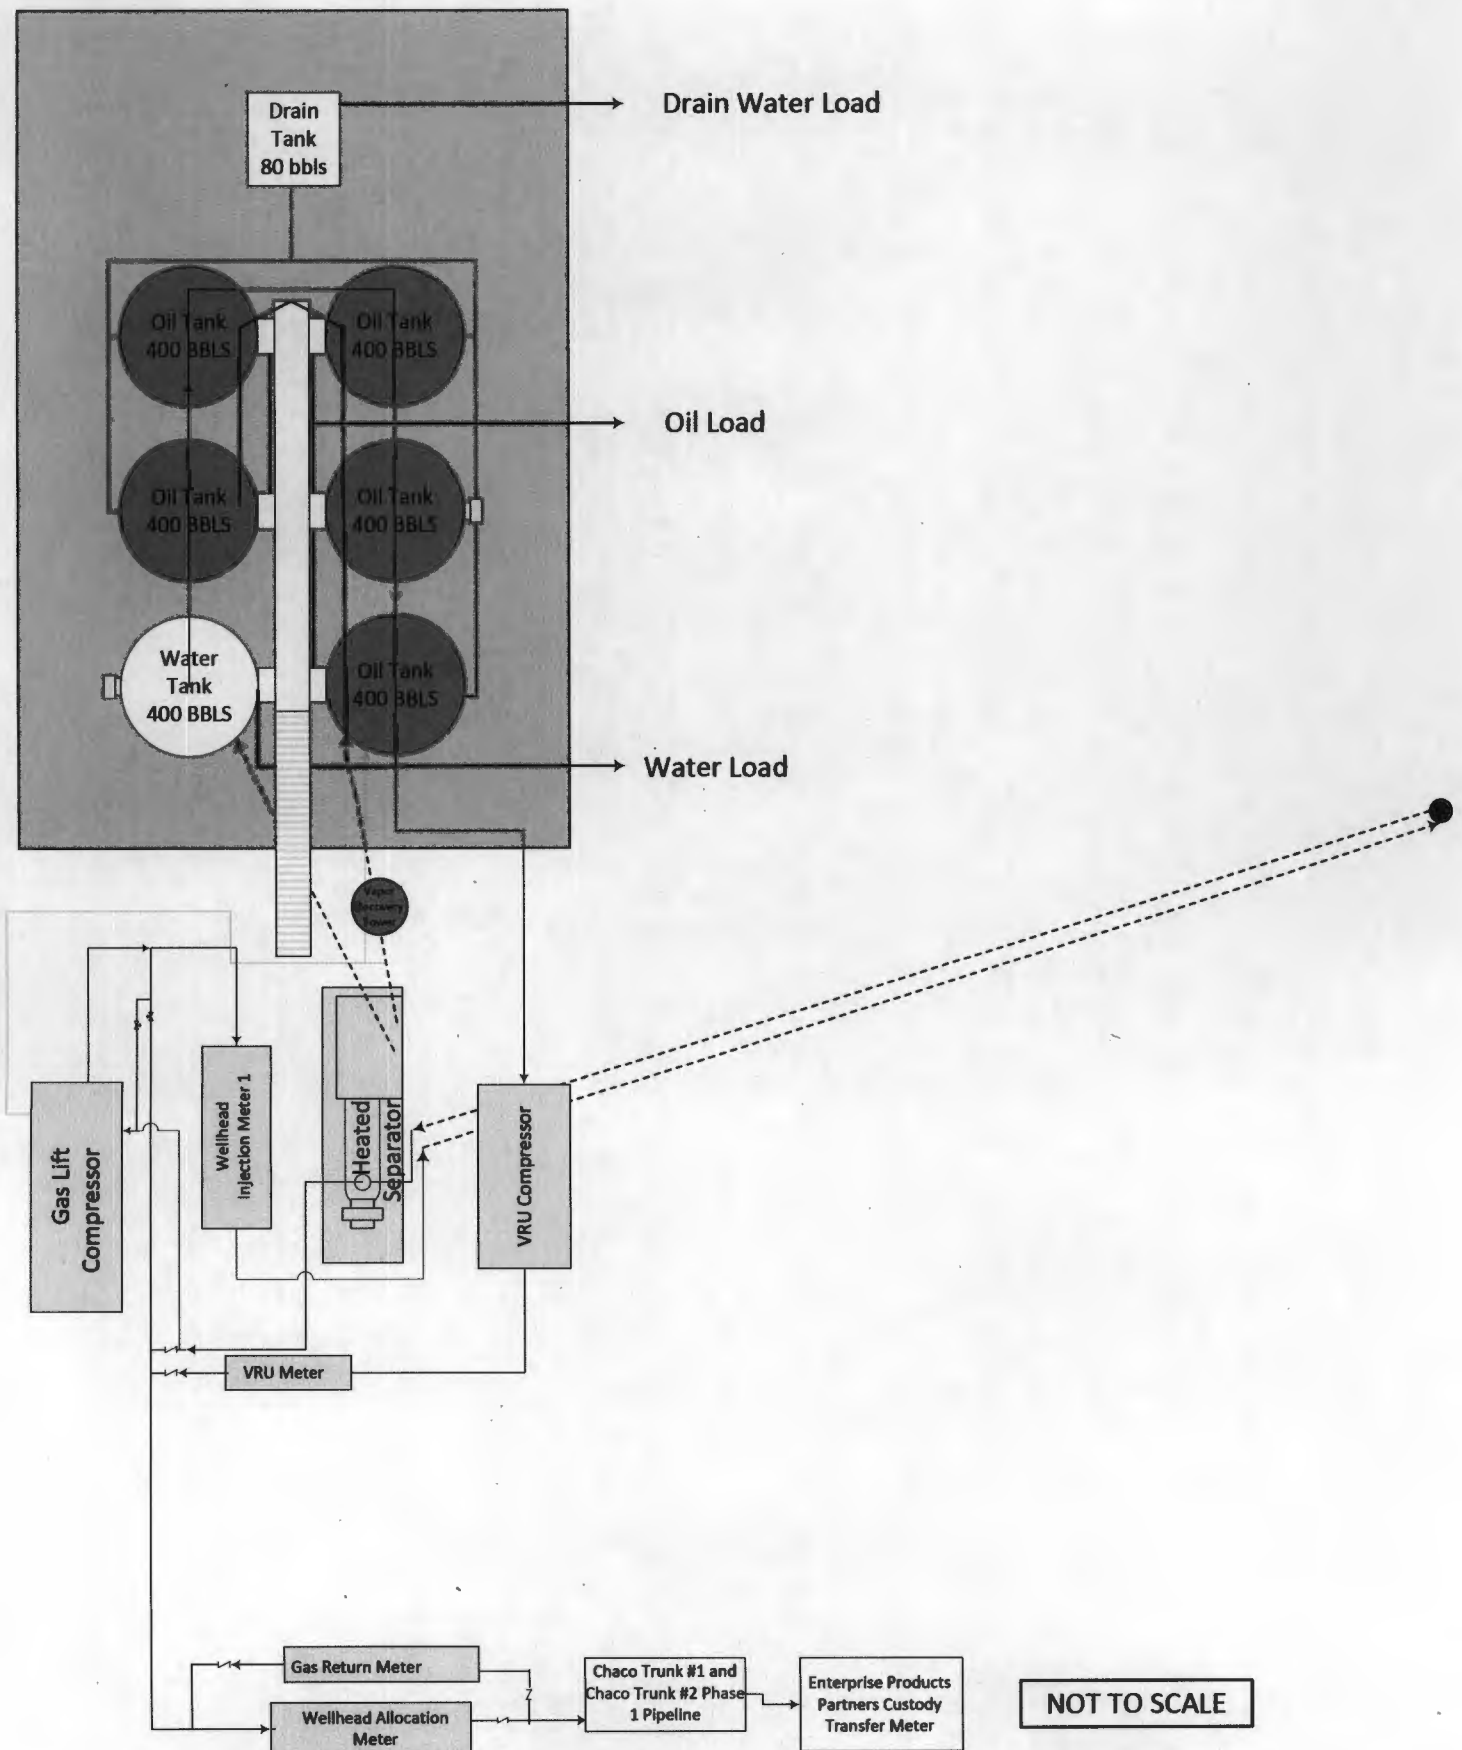 Drain
Tank
80 bbls
Drain Water Load
Oil Tank
400 BBLS
Oil Tank
400 BBLS
Oil Load
Oil Tank
400 BBLS
Oil Tank
400 BBLS
Water
Tank
400 BBLS
Oil Tank
400 BBLS
Water Load
Vapor
Recovery
Tower
Gas Lift
Compressor
Wellhead
Injection Meter 1
Heated
Separator
VRU Compressor
VRU Meter
Gas Return Meter
Wellhead Allocation
Meter
Chaco Trunk #1 and
Chaco Trunk #2 Phase
1 Pipeline
Enterprise Products
Partners Custody
Transfer Meter
NOT TO SCALE